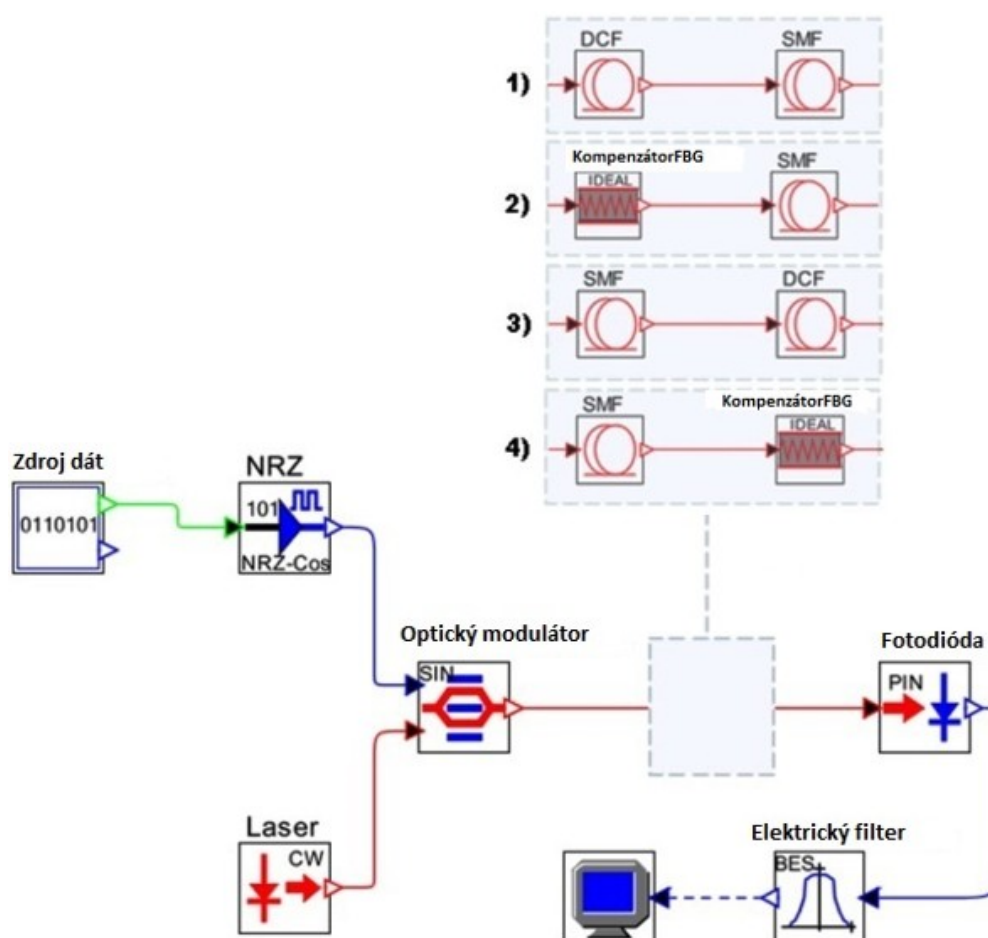 DCF SMF
1)
KompenzátorFBG SMF
IDEAL
2)
SMF DCF
3)
SMF KompenzátorFBG
IDEAL
4)
Zdroj dát
0110101
NRZ
101
NRZ-Cos
Optický modulátor
SIN
Fotodióda
PIN
Laser
CW
Elektrický filter
BES